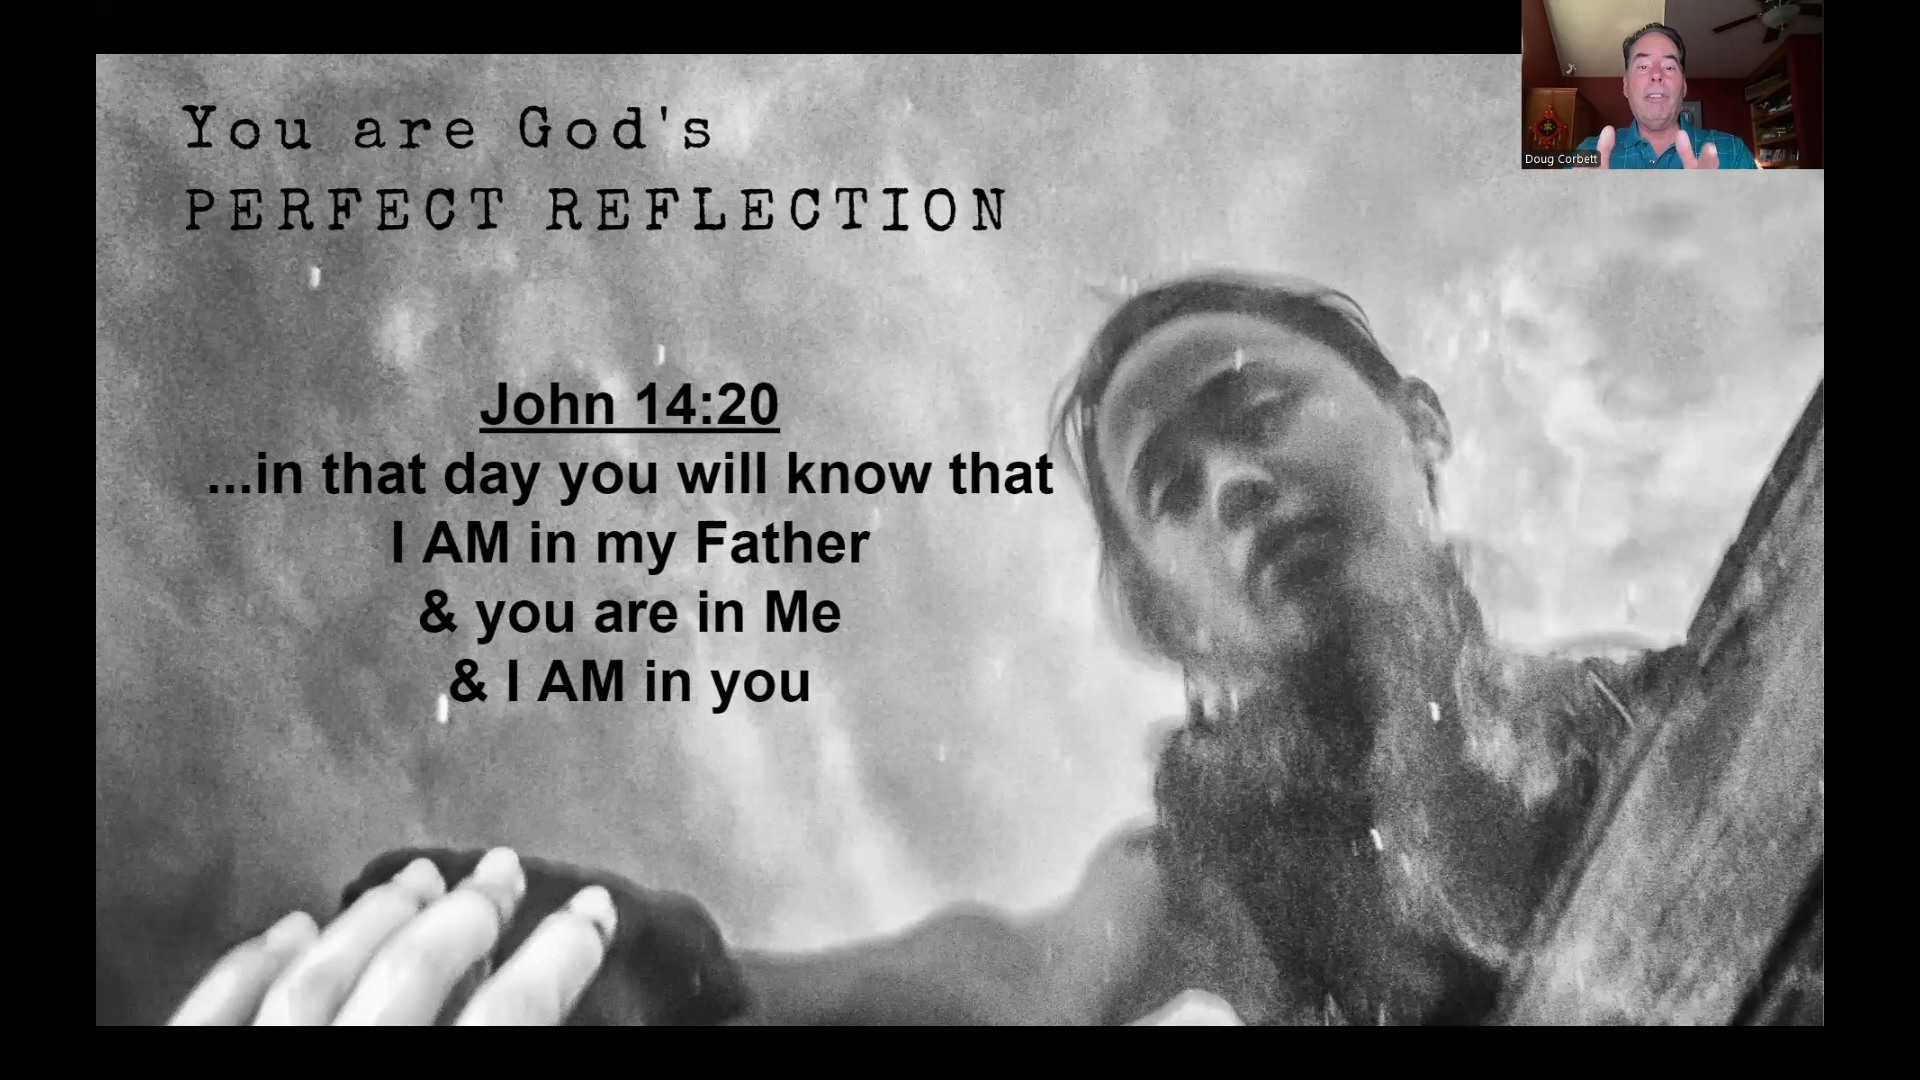 You are God's
PERFECT REFLECTION
John 14:20
...in that day you will know that
I AM in my Father
& you are in Me
& I AM in you
Doug Corbett